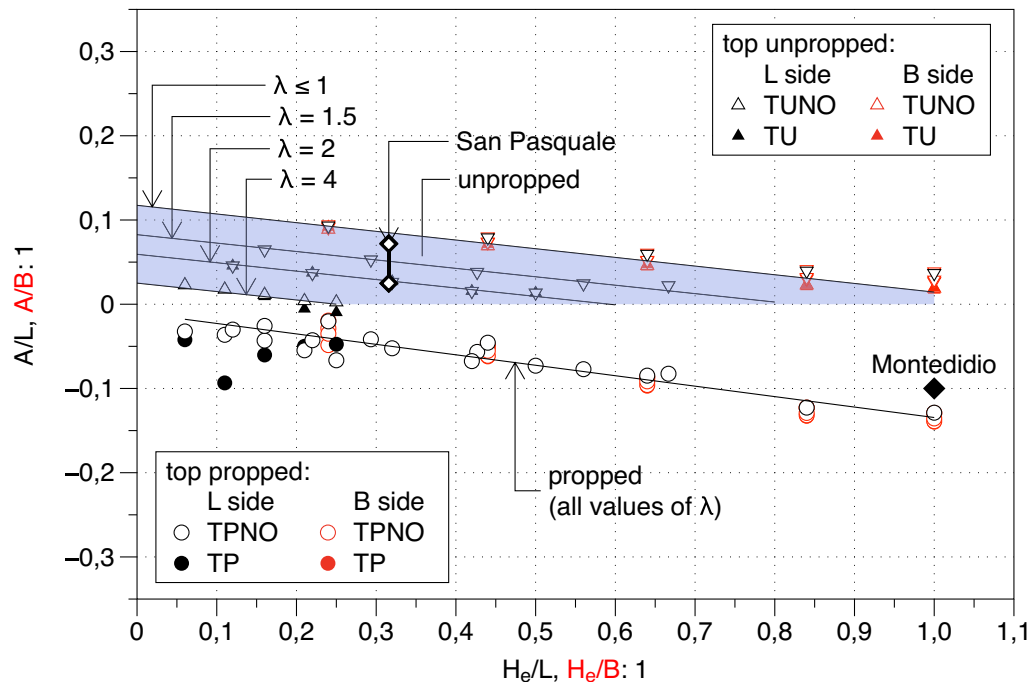 0,3
0,2
0,1
0
−0,1
−0,2
−0,3
A/L, A/B: 1
λ ≤ 1
λ = 1.5
λ = 2
λ = 4
San Pasquale
unpropped
top unpropped:
L side B side
TUNO TUNO
TU TU
Montedidio
propped
(all values of λ)
top propped:
L side B side
TPNO TPNO
TP TP
0 0,1 0,2 0,3 0,4 0,5 0,6 0,7 0,8 0,9 1,0 1,1
Hₑ/L, Hₑ/B: 1